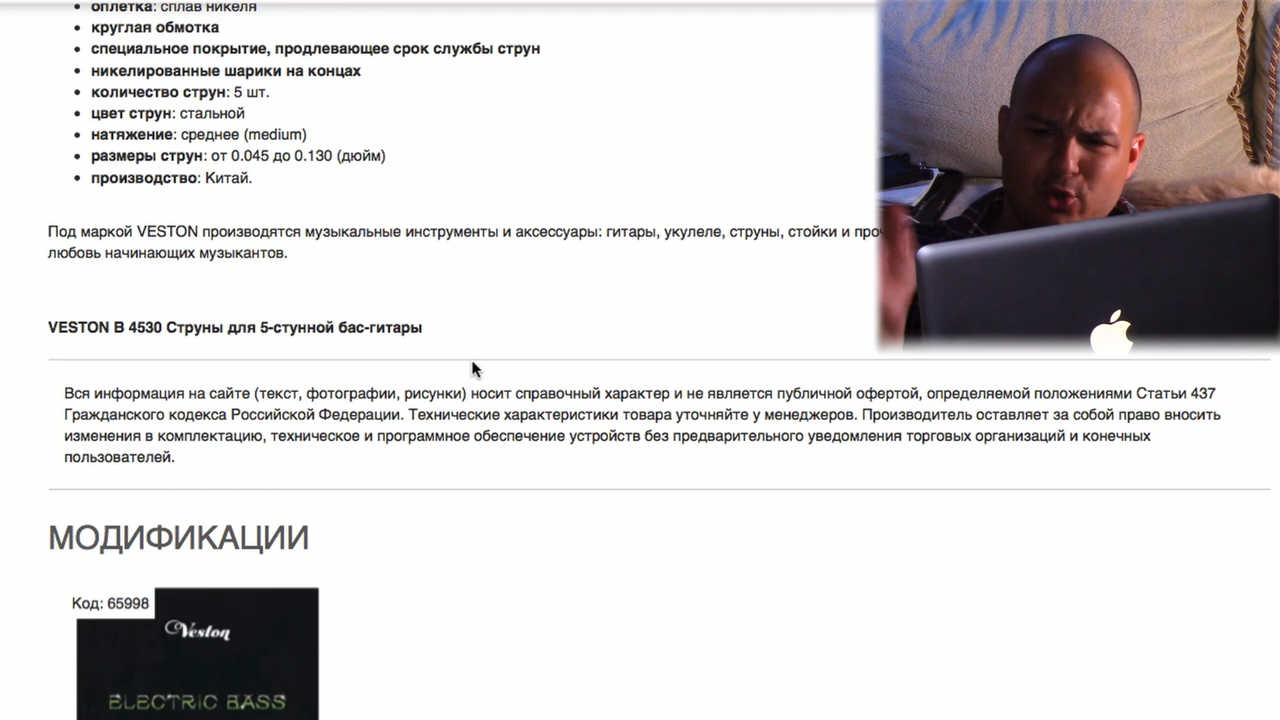 оплетка: сплав никеля
круглая обмотка
специальное покрытие, продлевающее срок службы струн
никелированные шарики на концах
количество струн: 5 шт.
цвет струн: стальной
натяжение: среднее (medium)
размеры струн: от 0.045 до 0.130 (дюйм)
производство: Китай.
Под маркой VESTON производятся музыкальные инструменты и аксессуары: гитары, укулеле, струны, стойки и
любовь начинающих музыкантов.
VESTON B 4530 Струны для 5-стунной бас-гитары
Вся информация на сайте (текст, фотографии, рисунки) носит справочный характер и не является публичной офертой, определяемой положениями Статьи 437
Гражданского кодекса Российской Федерации. Технические характеристики товара уточняйте у менеджеров. Производитель оставляет за собой право вносить
изменения в комплектацию, техническое и программное обеспечение устройств без предварительного уведомления торговых организаций и конечных
пользователей.
МОДИФИКАЦИИ
Код: 65998
Veston
ELECTRIC BASS